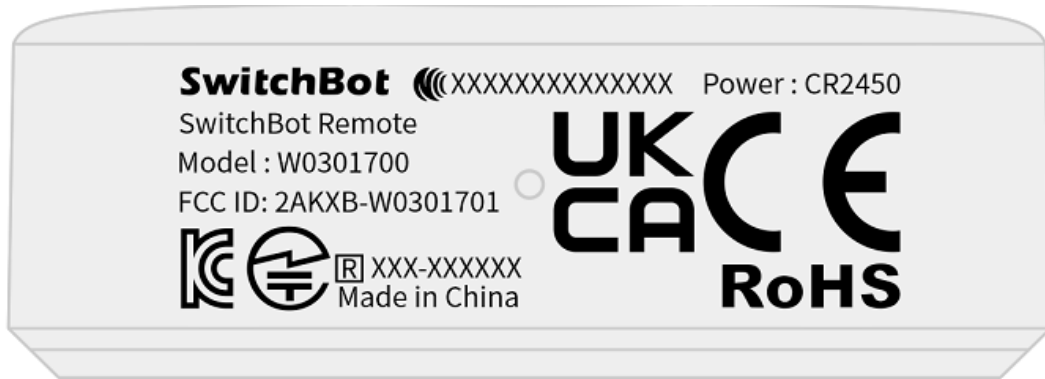 SwitchBot XXXXXXXXXXXXXX Power : CR2450
SwitchBot Remote
Model : W0301700
FCC ID: 2AKXB-W0301701
UK
CA
CE
KC
R XXX-XXXXXX
Made in China
RoHS